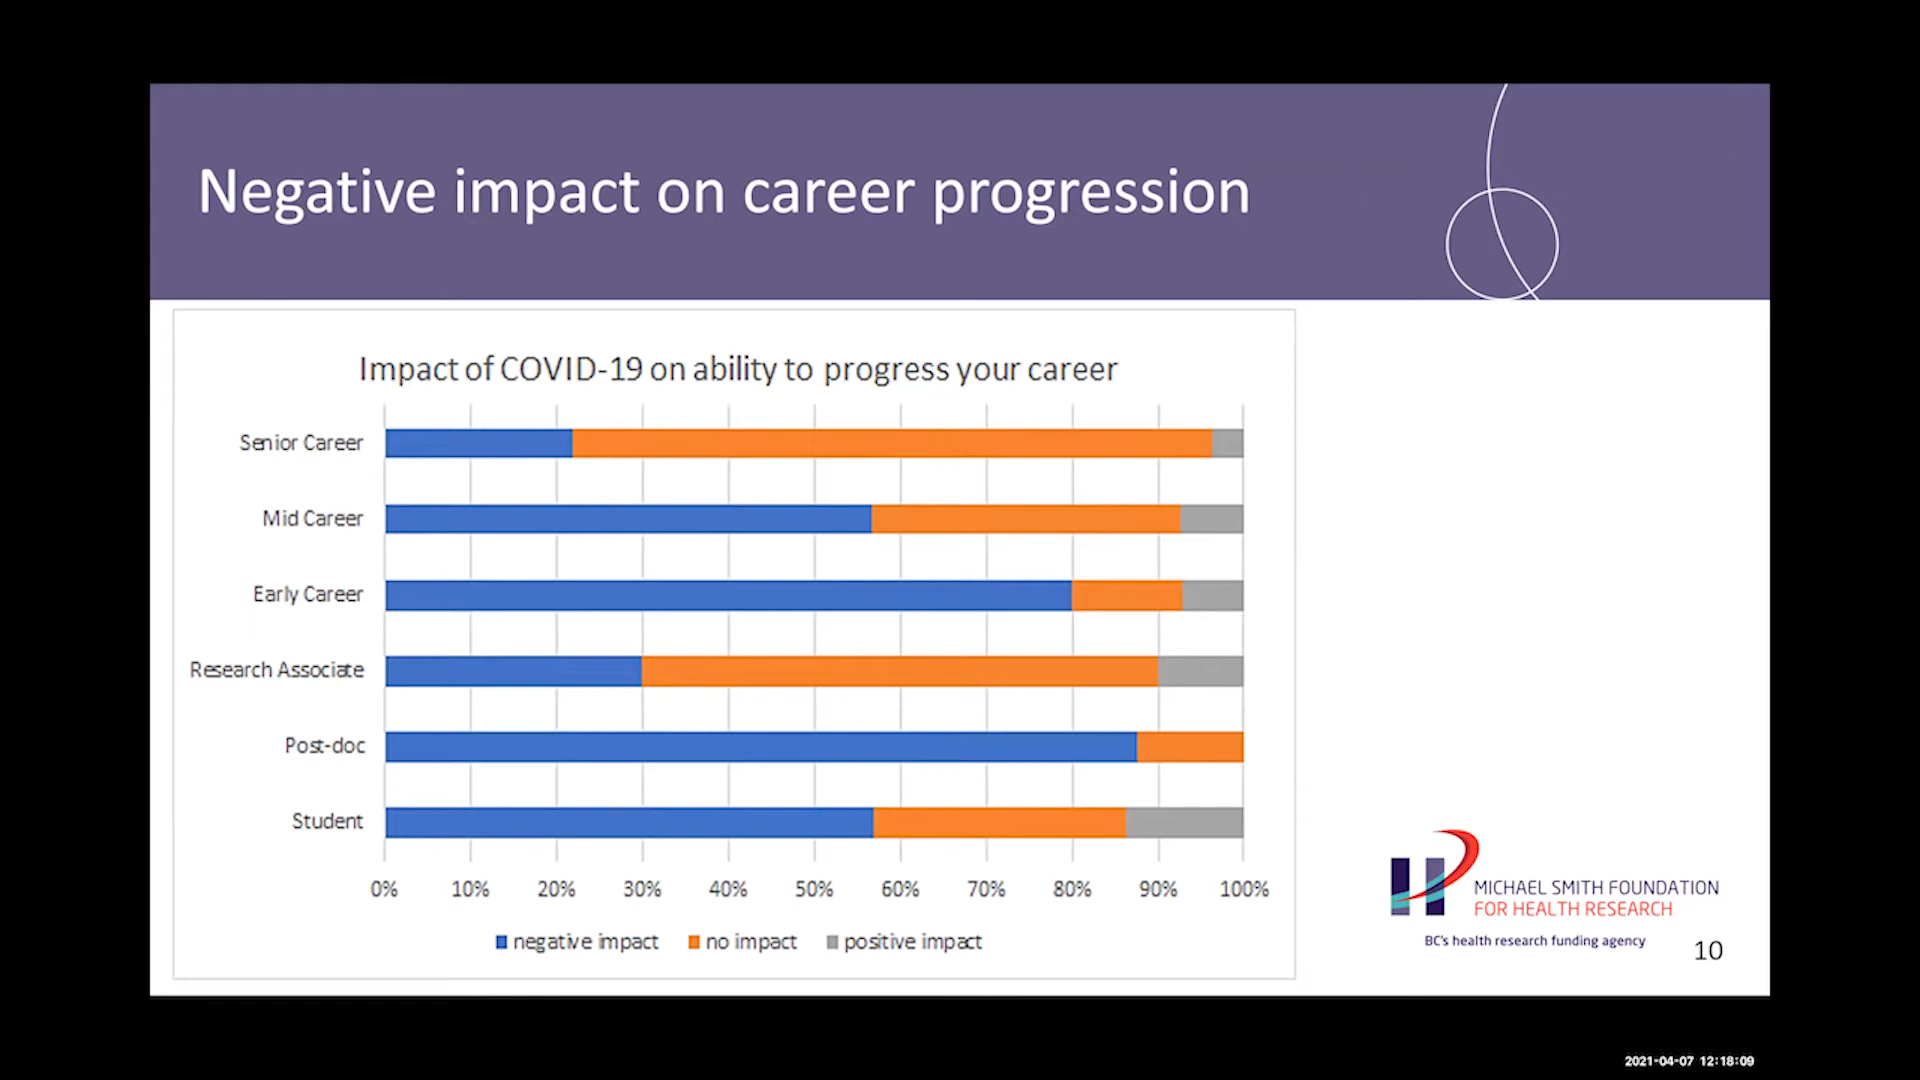 Negative impact on career progression
Impact of COVID-19 on ability to progress your career
Senior Career
Mid Career
Early Career
Research Associate
Post-doc
Student
0% 10% 20% 30% 40% 50% 60% 70% 80% 90% 100%
negative impact no impact positive impact
MICHAEL SMITH FOUNDATION
FOR HEALTH RESEARCH
BC's health research funding agency
10
2021-04-07 12:18:09